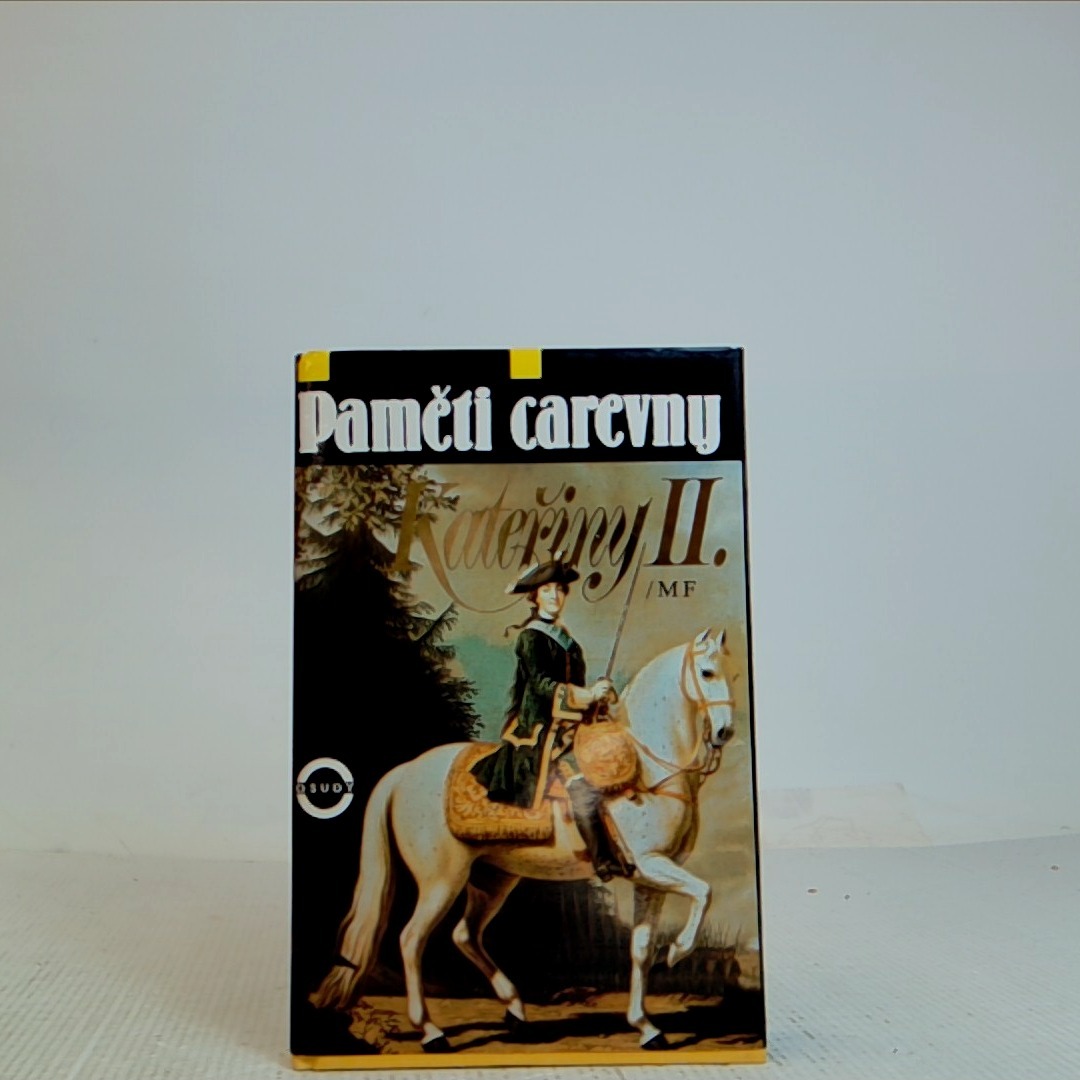 Paměti carevny
Kateřiny II.
/MF
OSUDY